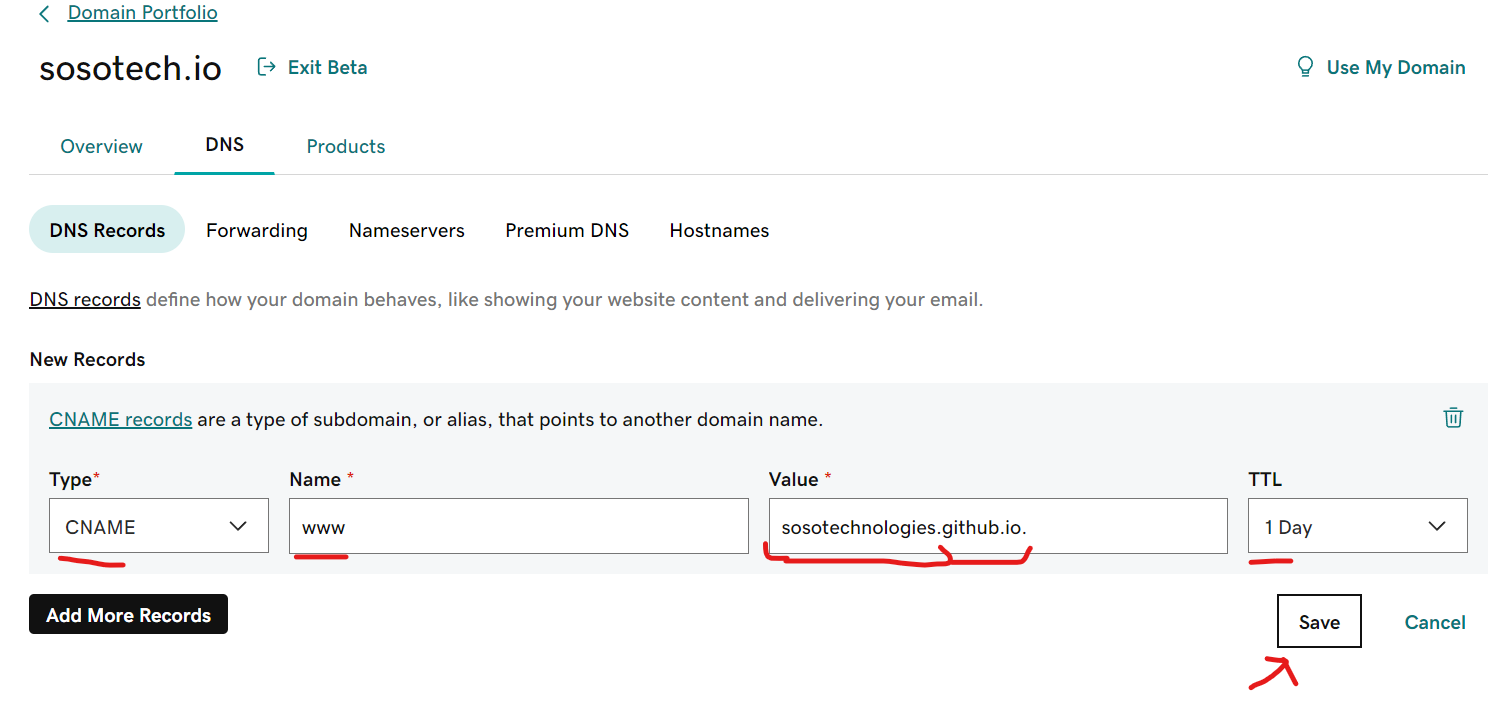 Domain Portfolio
sosotech.io Exit Beta Use My Domain
Overview DNS Products
DNS Records Forwarding Nameservers Premium DNS Hostnames
DNS records define how your domain behaves, like showing your website content and delivering your email.
New Records
CNAME records are a type of subdomain, or alias, that points to another domain name.
Type* Name * Value * TTL
CNAME www sosotechnologies.github.io. 1 Day
Add More Records Save Cancel